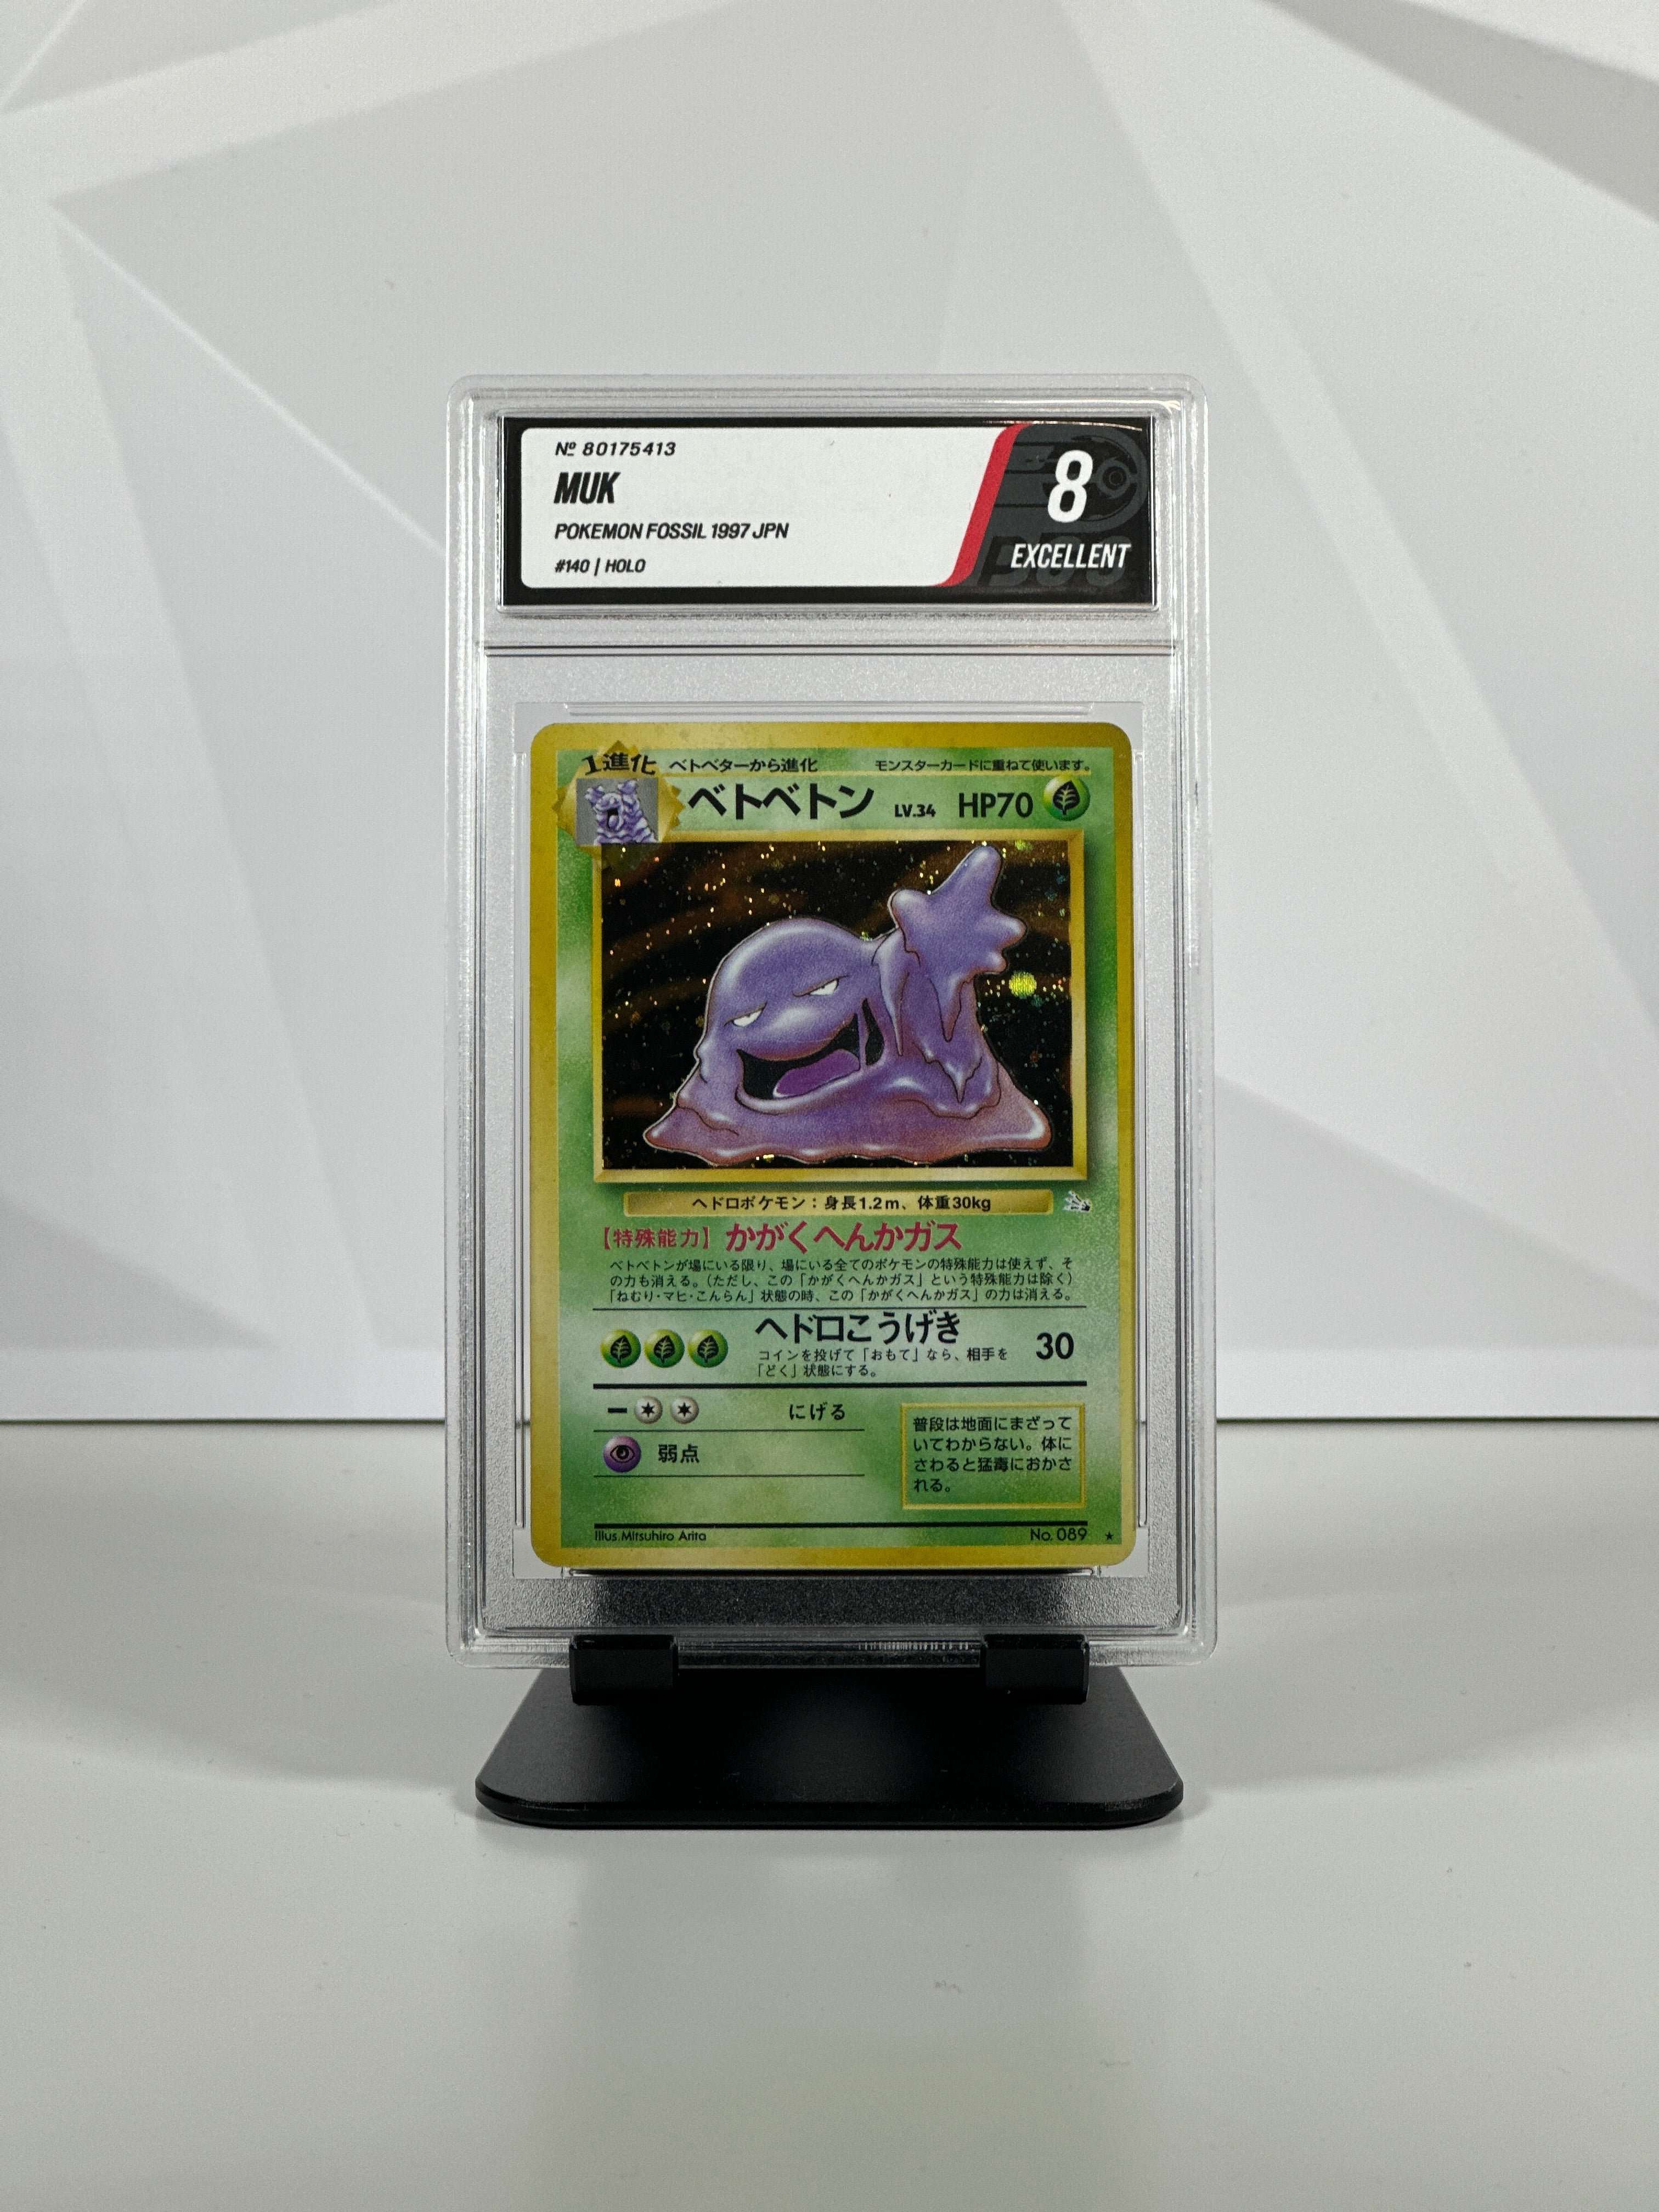 Nº 80175413
MUK
POKEMON FOSSIL 1997 JPN
#140 | HOLO
8
EXCELLENT
1進化 ベトベターから進化 モンスターカードに重ねて使います。
ベトベトン LV.34 HP70
ヘドロポケモン：身長1.2m、体重30kg
【特殊能力】かがくへんかガス
ベトベトンが場にいる限り、場にいる全てのポケモンの特殊能力は使えず、そ
の力も消える。（ただし、この「かがくへんかガス」という特殊能力は除く）
「ねむり・マヒ・こんらん」状態の時、この「かがくへんかガス」の力は消える。
ヘドロこうげき 30
コインを投げて「おもて」なら、相手を
「どく」状態にする。
にげる
弱点
普段は地面にまざって
いてわからない。体に
さわると猛毒におかさ
れる。
Illus. Mitsuhiro Arita No. 089 ★